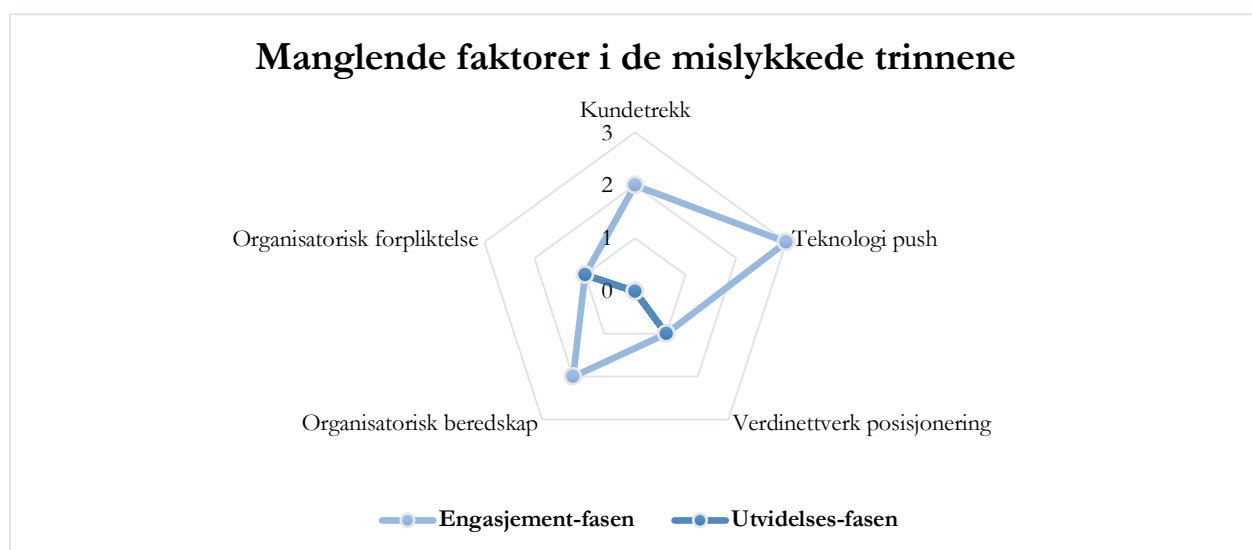 Manglende faktorer i de mislykkede trinnene
Kundetrekk
3
2
1
0
Organisatorisk forpliktelse
Teknologi push
Organisatorisk beredskap
Verdinettverk posisjonering
Engasjement-fasen
Utvidelses-fasen